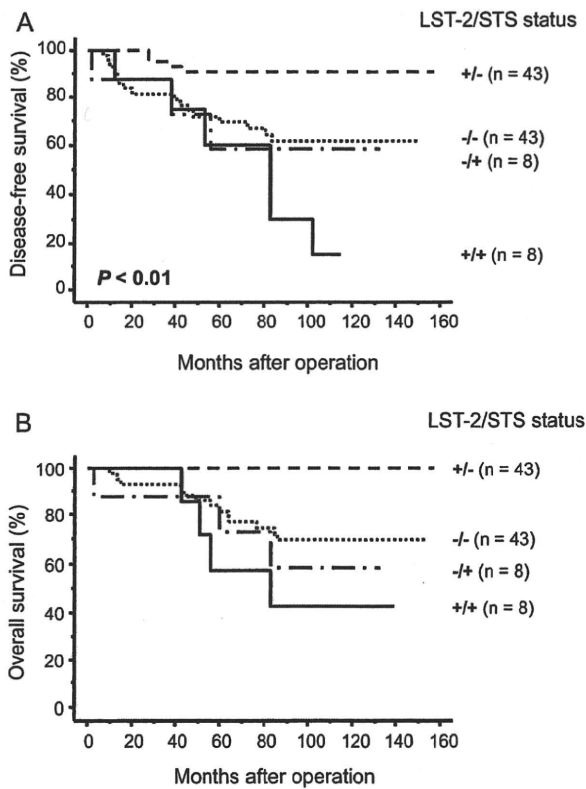 A
LST-2/STS status
Disease-free survival (%)
100
80
60
40
20
0
+/- (n = 43)
-/- (n = 43)
-/+ (n = 8)
+/+ (n = 8)
P < 0.01
0 20 40 60 80 100 120 140 160
Months after operation
B
LST-2/STS status
Overall survival (%)
100
80
60
40
20
0
+/- (n = 43)
-/- (n = 43)
-/+ (n = 8)
+/+ (n = 8)
0 20 40 60 80 100 120 140 160
Months after operation